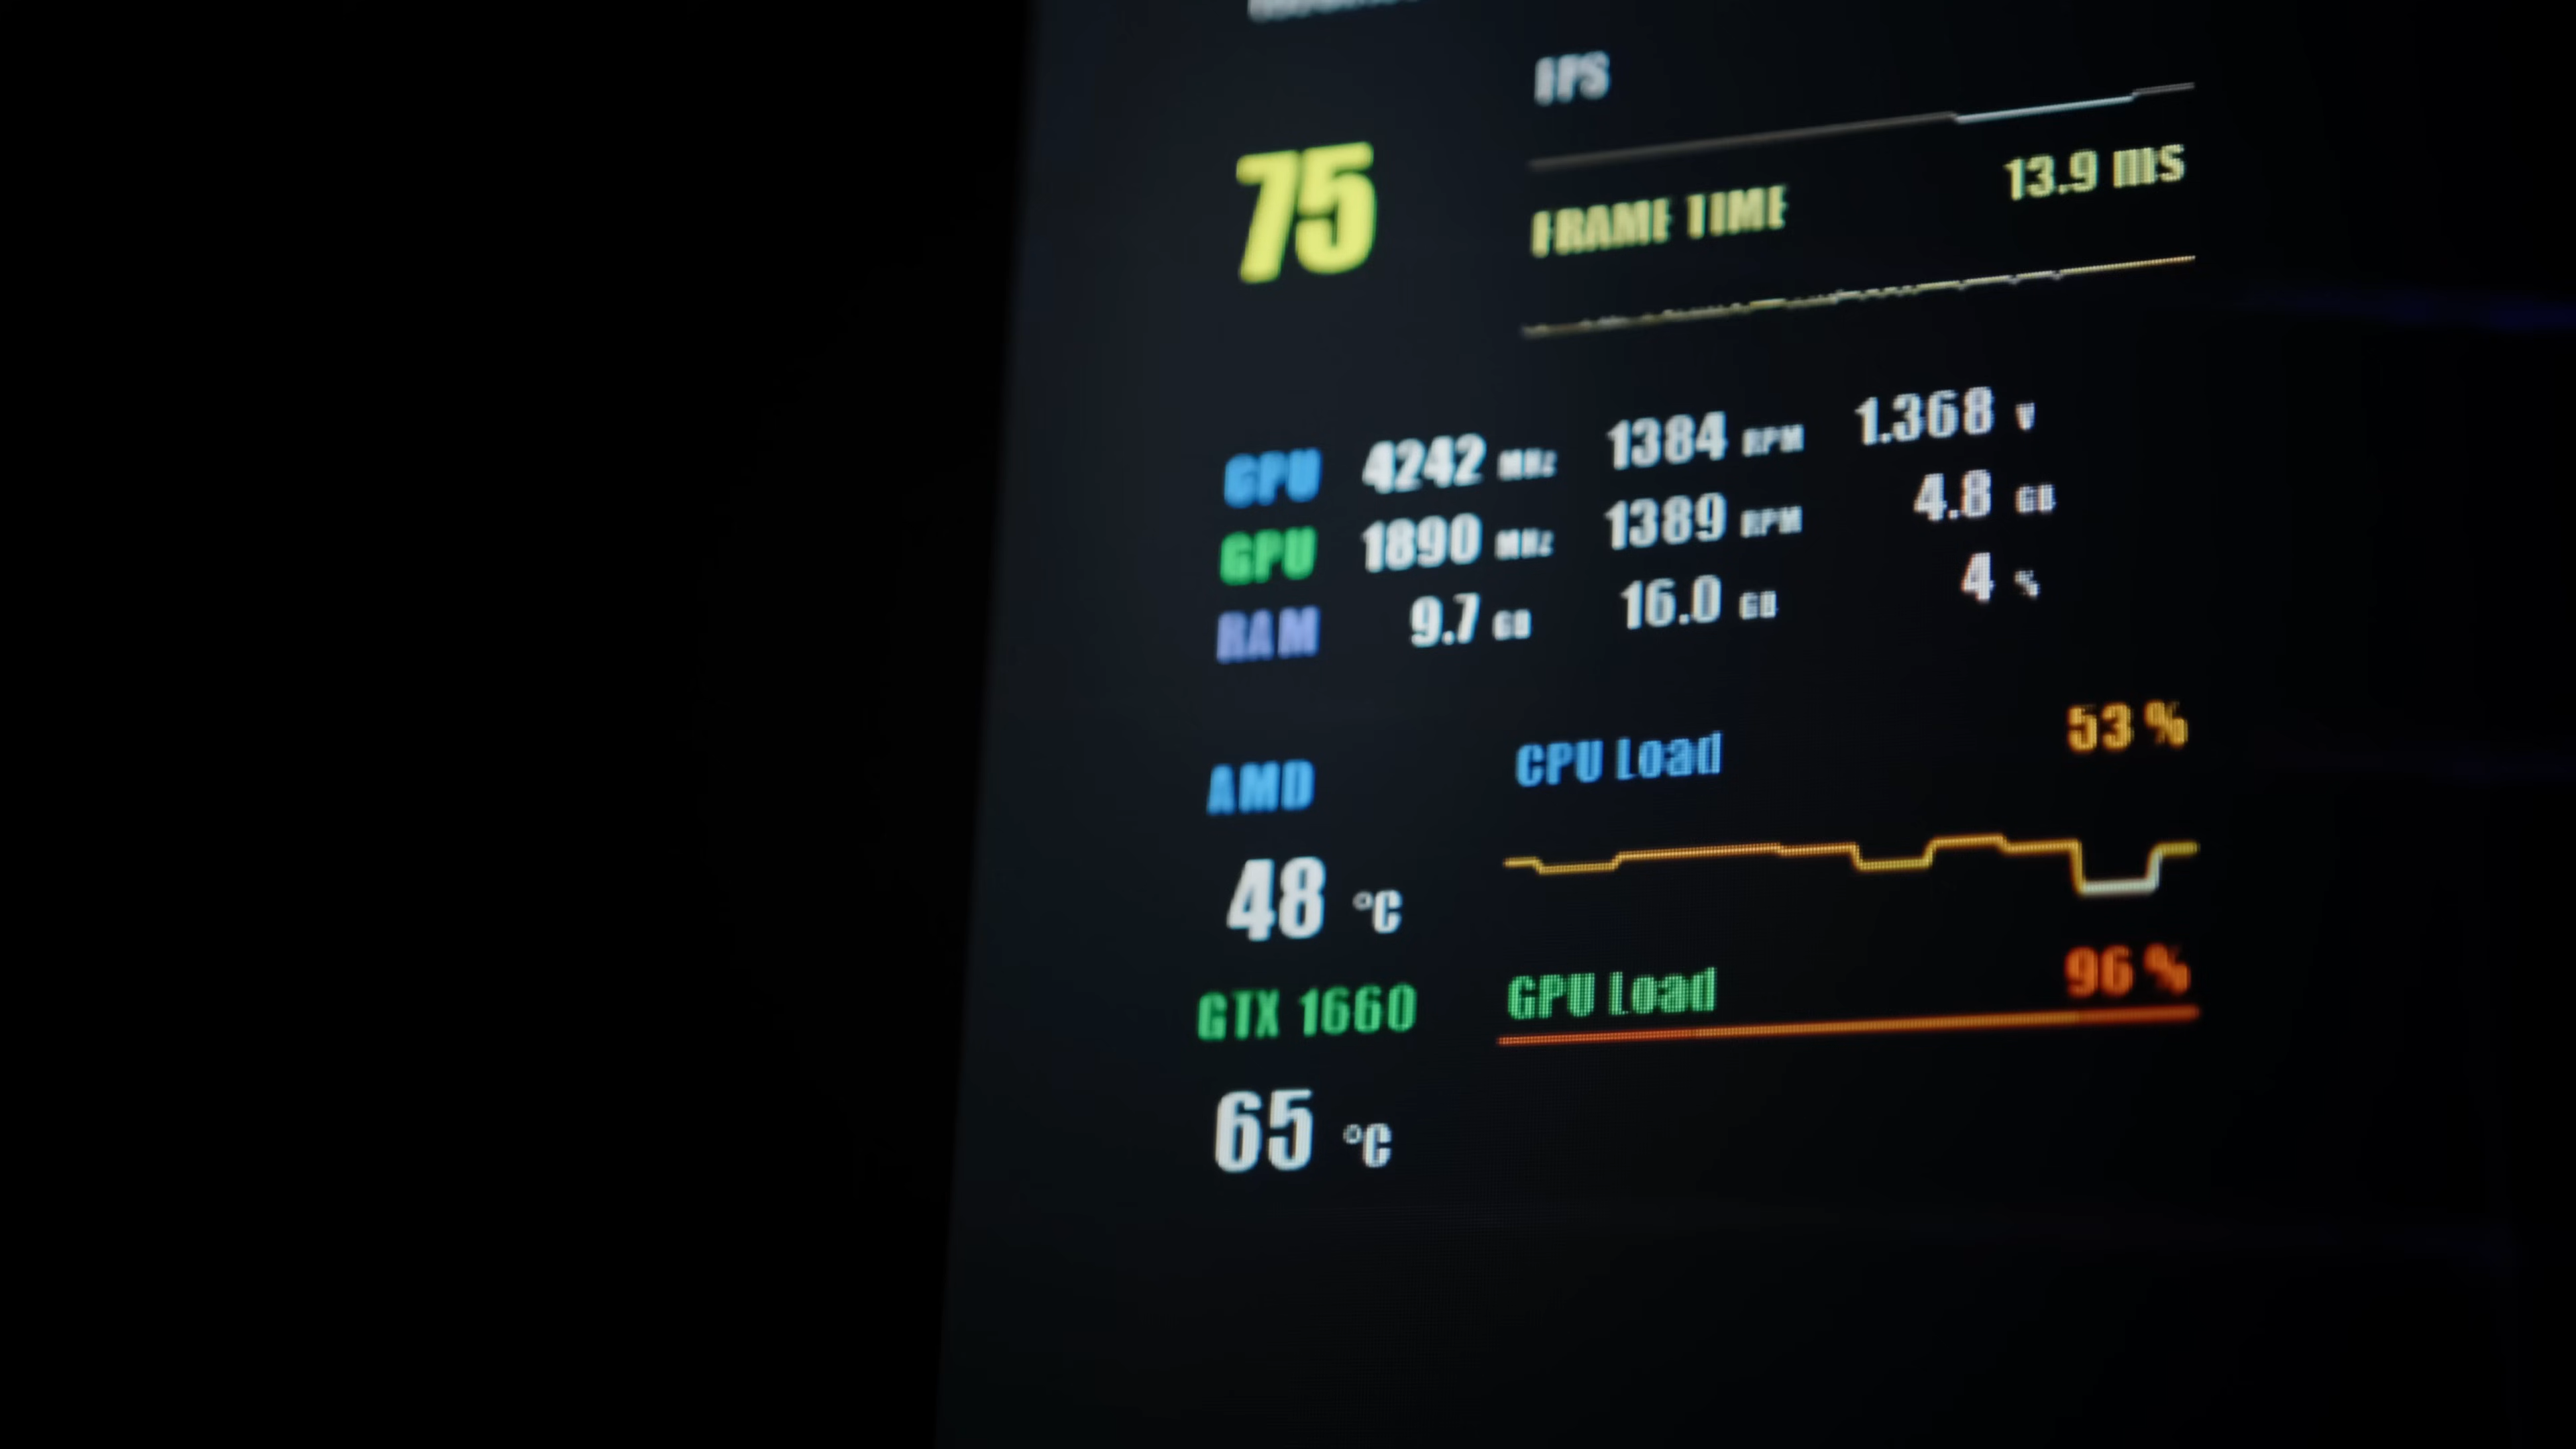 FPS
75
FRAME TIME 13.9 ms
GPU 4242 MHz 1384 RPM 1.368 V
GPU 1890 MHz 1389 RPM 4.8 GB
RAM 9.7 GB 16.0 GB 4 %
AMD CPU Load 53 %
48 °C
GTX 1660 GPU Load 96 %
65 °C